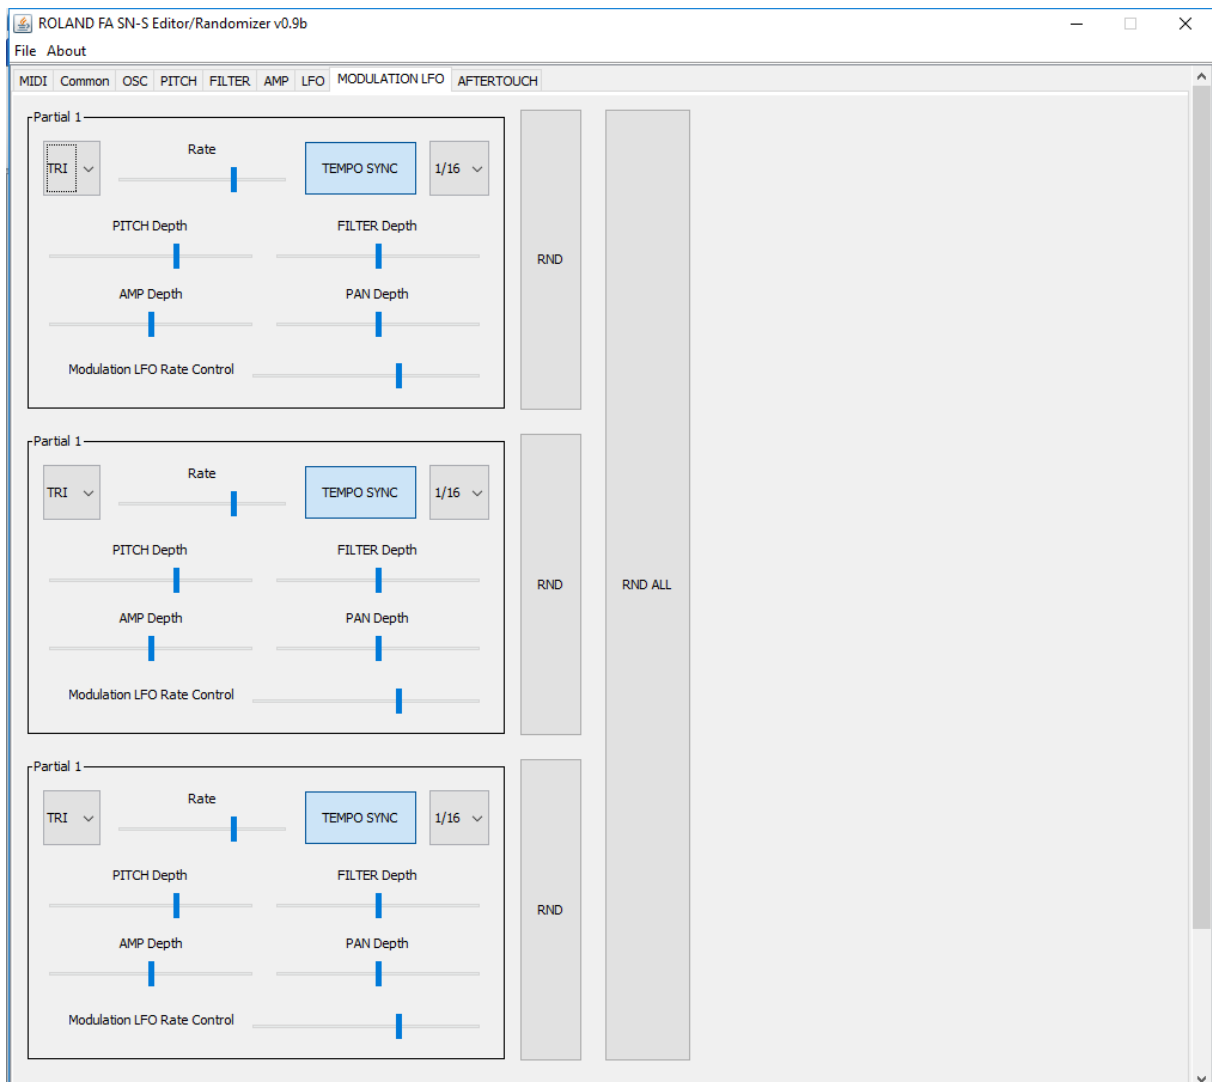 ROLAND FA SN-S Editor/Randomizer v0.9b
File About
MIDI Common OSC PITCH FILTER AMP LFO MODULATION LFO AFTERTOUCH
Partial 1
TRI Rate TEMPO SYNC 1/16
PITCH Depth FILTER Depth
RND
AMP Depth PAN Depth
Modulation LFO Rate Control
Partial 1
TRI Rate TEMPO SYNC 1/16
PITCH Depth FILTER Depth
RND RND ALL
AMP Depth PAN Depth
Modulation LFO Rate Control
Partial 1
TRI Rate TEMPO SYNC 1/16
PITCH Depth FILTER Depth
RND
AMP Depth PAN Depth
Modulation LFO Rate Control